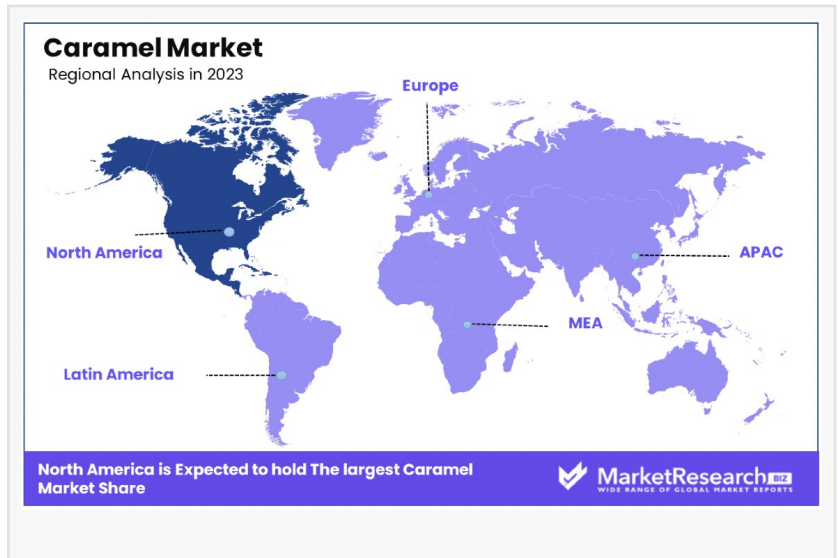 Caramel Market
Regional Analysis in 2023
Europe
North America
APAC
MEA
Latin America
North America is Expected to hold The largest Caramel
Market Share
MarketResearch BIZ
WIDE RANGE OF GLOBAL MARKET REPORTS